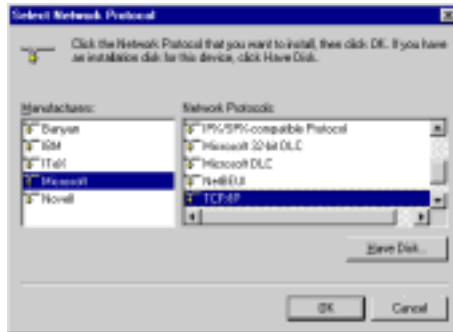 Select Network Protocol
Click the Network Protocol that you want to install, then click OK. If you have
an installation disk for this device, click Have Disk.
Manufacturers:
Banyan
IBM
ITeX
Microsoft
Novell
Network Protocols:
IPX/SPX-compatible Protocol
Microsoft 32-bit DLC
Microsoft DLC
NetBEUI
TCP/IP
Have Disk...
OK
Cancel